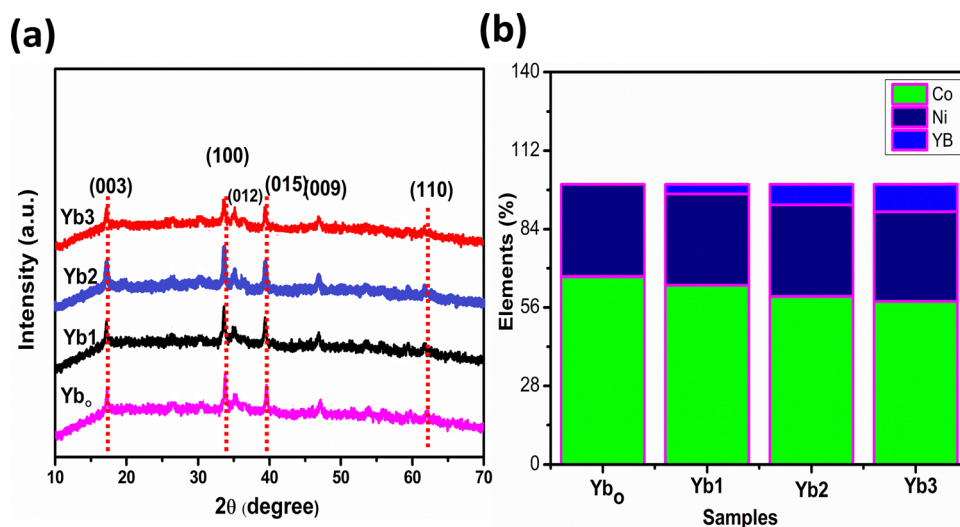 (a)
(003)
(100)
(012)
(015)
(009)
(110)
Yb3
Yb2
Yb1
Ybo
Intensity (a.u.)
10
20
30
40
50
60
70
2θ (degree)
(b)
Co
Ni
YB
140
112
84
56
28
0
Elements (%)
Ybo
Yb1
Yb2
Yb3
Samples